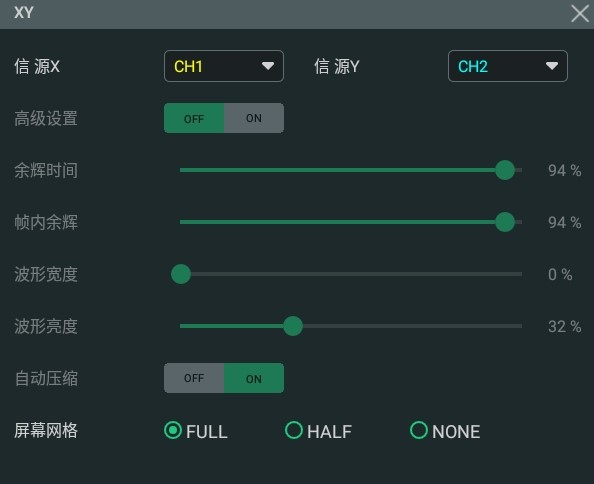 XY
信 源X CH1 信 源Y CH2
高级设置 OFF ON
余辉时间 94 %
帧内余辉 94 %
波形宽度 0 %
波形亮度 32 %
自动压缩 OFF ON
屏幕网格 FULL HALF NONE